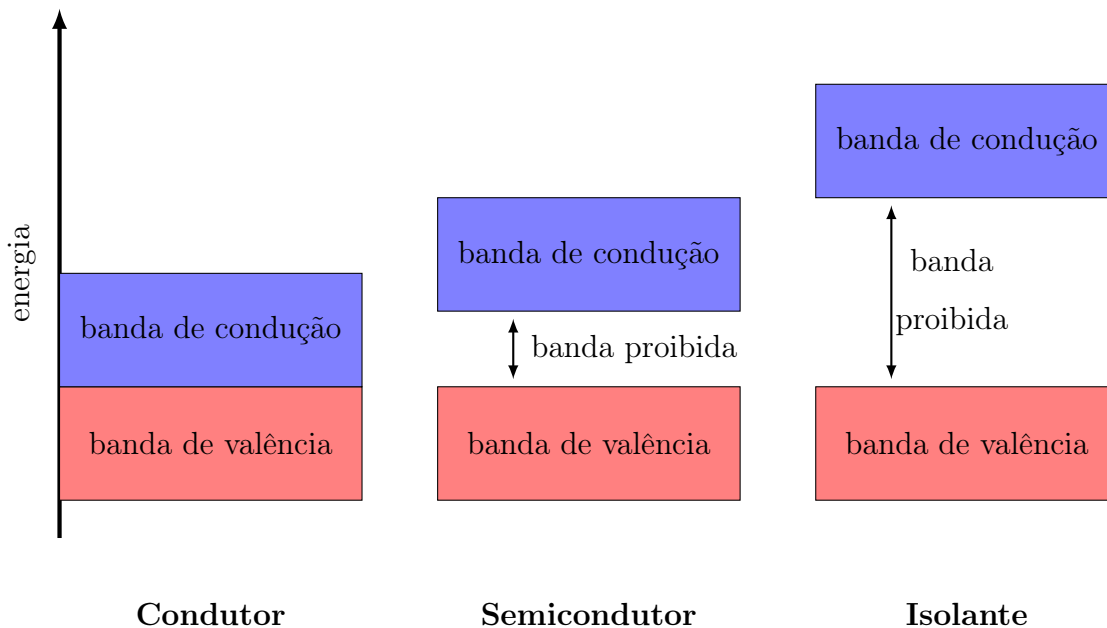 energia
banda de condução
banda de valência
Condutor
banda de condução
banda proibida
banda de valência
Semicondutor
banda de condução
banda
proibida
banda de valência
Isolante